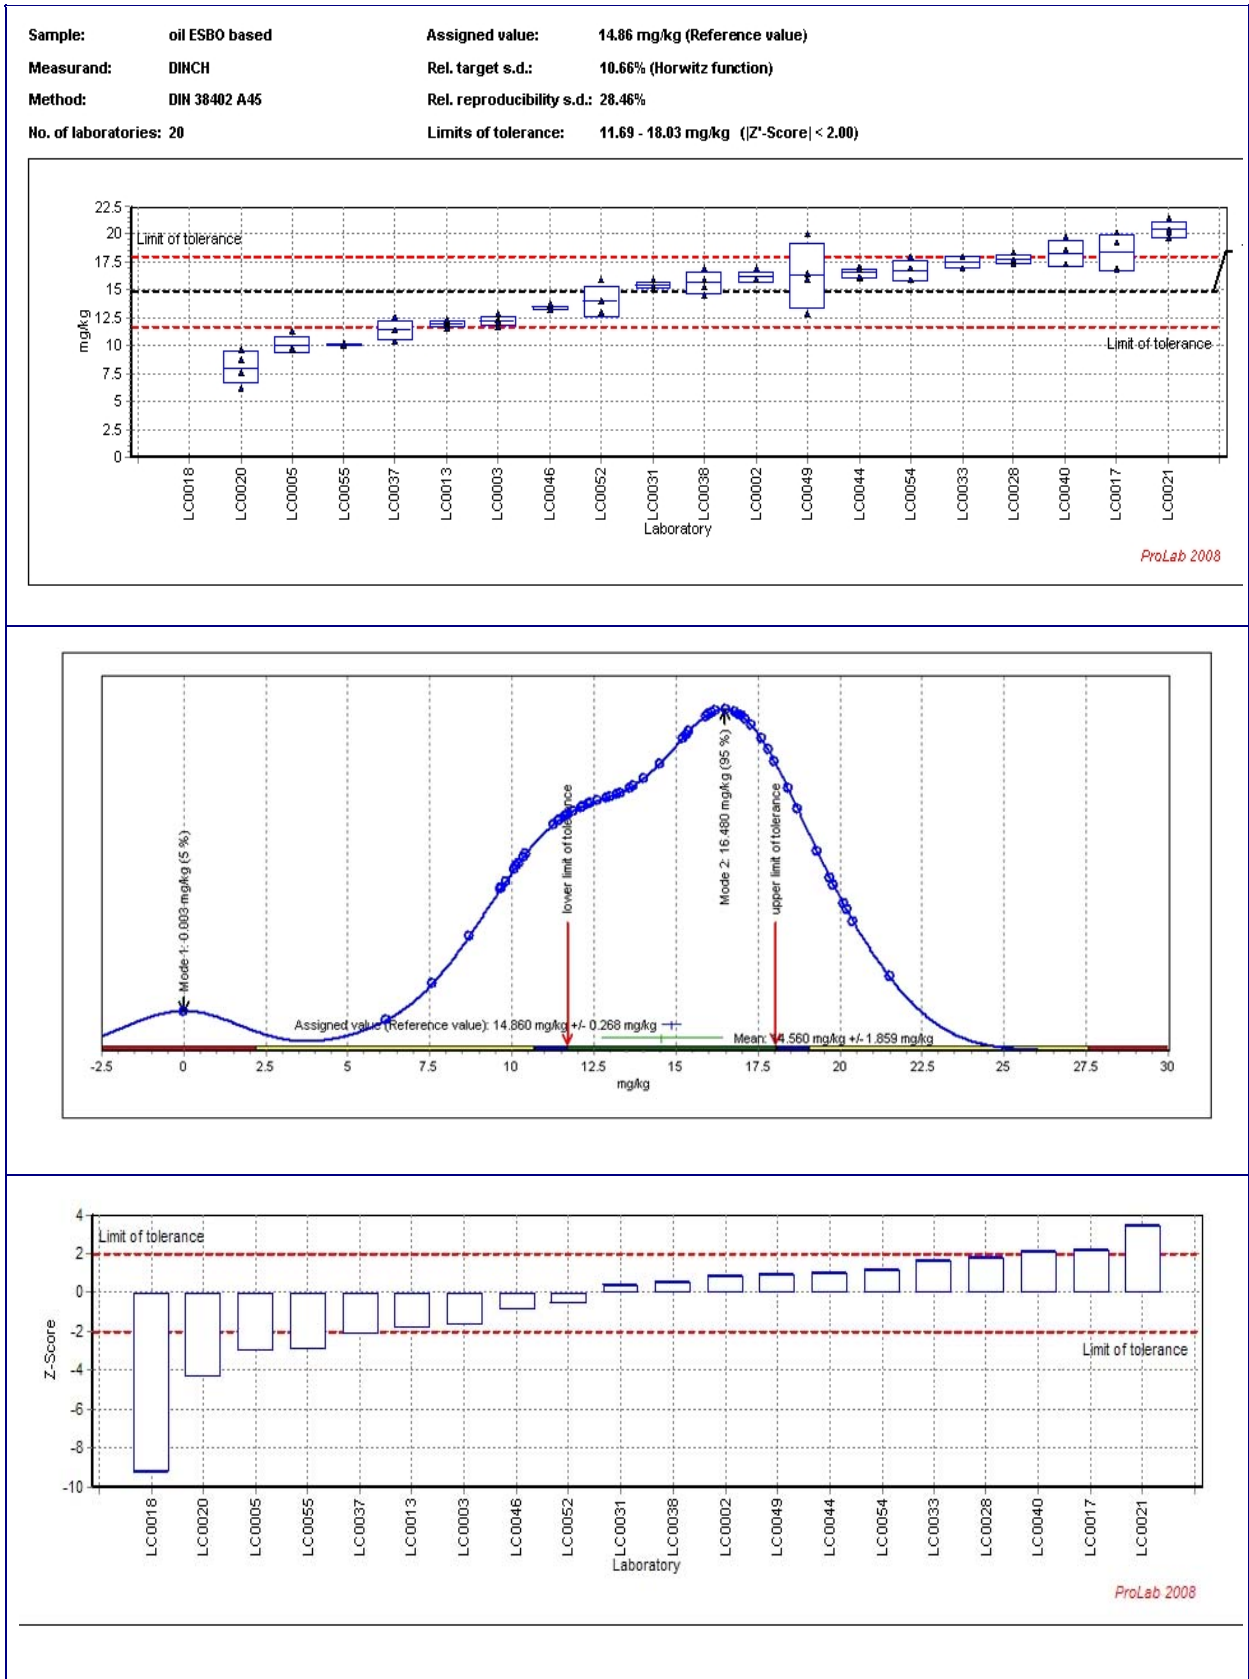 Sample: oil ESBO based Assigned value: 14.86 mg/kg (Reference value)
Measurand: DINCH Rel. target s.d.: 10.66% (Horwitz function)
Method: DIN 38402 A45 Rel. reproducibility s.d.: 28.46%
No. of laboratories: 20 Limits of tolerance: 11.69 - 18.03 mg/kg (|Z'-Score| < 2.00)
22.5
20
17.5
15
12.5
10
7.5
5
2.5
0
mg/kg
Limit of tolerance
Limit of tolerance
LC0018 LC0020 LC0005 LC0055 LC0037 LC0013 LC0003 LC0046 LC0052 LC0031 LC0038 LC0002 LC0049 LC0044 LC0054 LC0033 LC0028 LC0040 LC0017 LC0021
Laboratory
ProLab 2008
Mode 1: 0.003 mg/kg (5 %)
lower limit of tolerance
Mode 2: 16.480 mg/kg (95 %)
upper limit of tolerance
Assigned value (Reference value): 14.860 mg/kg +/- 0.268 mg/kg
Mean: 14.560 mg/kg +/- 1.859 mg/kg
-2.5 0 2.5 5 7.5 10 12.5 15 17.5 20 22.5 25 27.5 30
mg/kg
4
2
0
-2
-4
-6
-8
-10
Z-Score
Limit of tolerance
Limit of tolerance
LC0018 LC0020 LC0005 LC0055 LC0037 LC0013 LC0003 LC0046 LC0052 LC0031 LC0038 LC0002 LC0049 LC0044 LC0054 LC0033 LC0028 LC0040 LC0017 LC0021
Laboratory
ProLab 2008